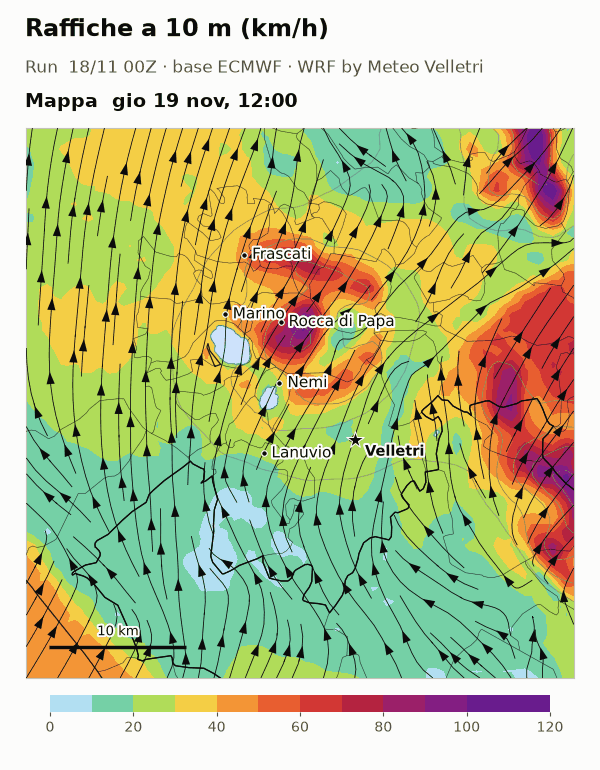 Raffiche a 10 m (km/h)
Run 18/11 00Z · base ECMWF · WRF by Meteo Velletri
Mappa gio 19 nov, 12:00
Frascati
Marino
Rocca di Papa
Nemi
Lanuvio
Velletri
10 km
0 20 40 60 80 100 120